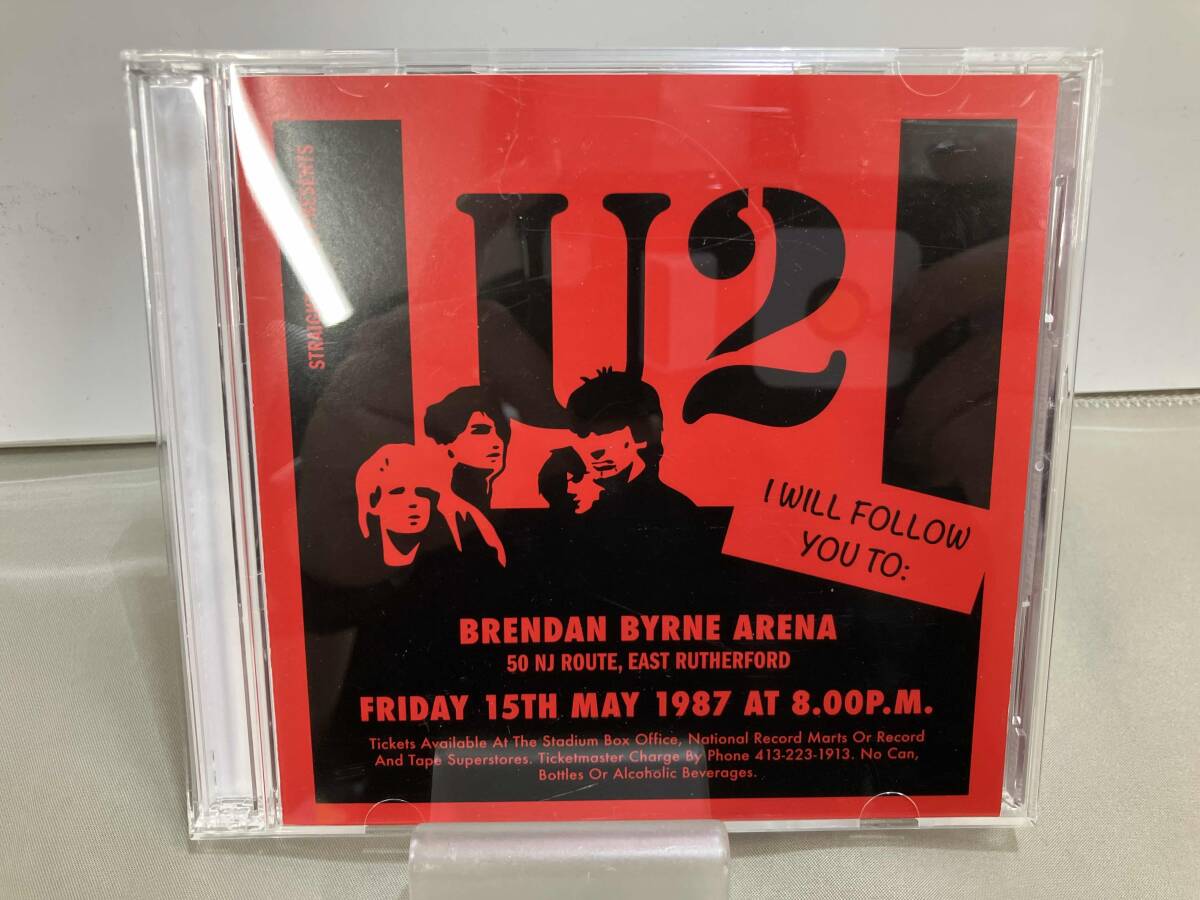 STRAIGH
U2
I WILL FOLLOW
YOU TO:
BRENDAN BYRNE ARENA
50 NJ ROUTE, EAST RUTHERFORD
FRIDAY 15TH MAY 1987 AT 8.00P.M.
Tickets Available At The Stadium Box Office, National Record Marts Or Record
And Tape Superstores. Ticketmaster Charge By Phone 413-223-1913. No Can,
Bottles Or Alcoholic Beverages.